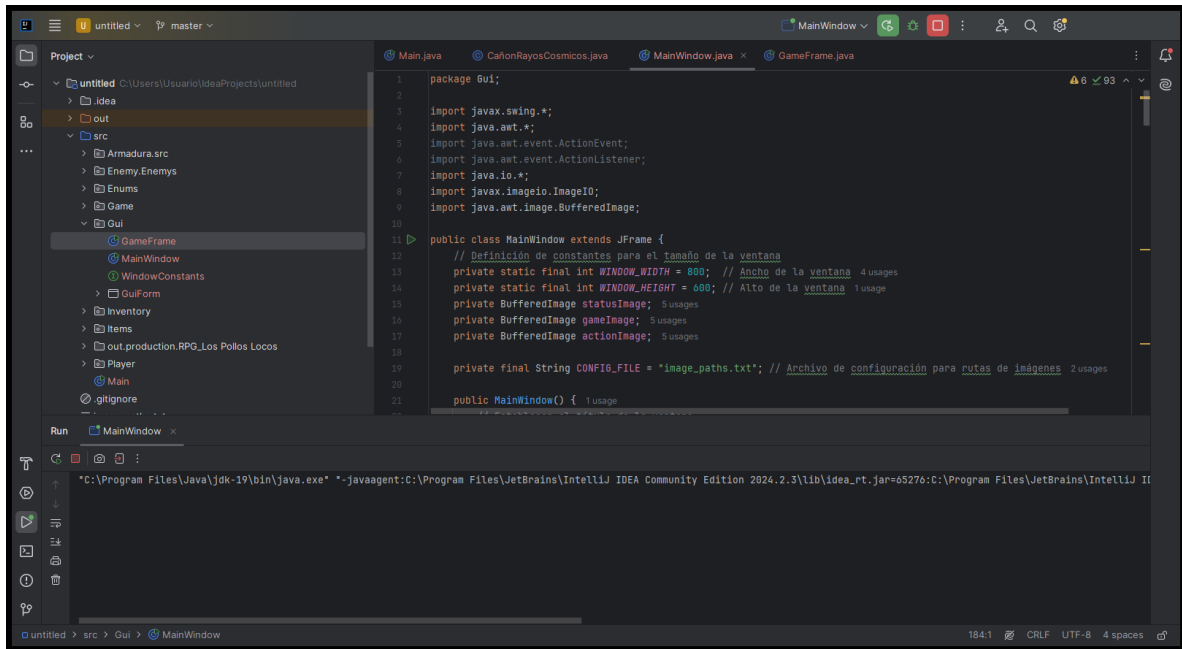 untitled master MainWindow
Project
untitled C:\Users\Usuario\IdeaProjects\untitled
.idea
out
src
Armadura.src
Enemy.Enemys
Enums
Game
Gui
GameFrame
MainWindow
WindowConstants
GuiForm
Inventory
Items
out.production.RPG_Los Pollos Locos
Player
Main
.gitignore
Main.java CañonRayosCosmicos.java MainWindow.java GameFrame.java
6 93
1 package Gui;
2
3 import javax.swing.*;
4 import java.awt.*;
5 import java.awt.event.ActionEvent;
6 import java.awt.event.ActionListener;
7 import java.io.*;
8 import javax.imageio.ImageIO;
9 import java.awt.image.BufferedImage;
10
11 public class MainWindow extends JFrame {
12 // Definición de constantes para el tamaño de la ventana
13 private static final int WINDOW_WIDTH = 800; // Ancho de la ventana 4 usages
14 private static final int WINDOW_HEIGHT = 600; // Alto de la ventana 1 usage
15 private BufferedImage statusImage; 5 usages
16 private BufferedImage gameImage; 5 usages
17 private BufferedImage actionImage; 5 usages
18
19 private final String CONFIG_FILE = "image_paths.txt"; // Archivo de configuración para rutas de imágenes 2 usages
20
21 public MainWindow() { 1 usage
Run MainWindow
"C:\Program Files\Java\jdk-19\bin\java.exe" "-javaagent:C:\Program Files\JetBrains\IntelliJ IDEA Community Edition 2024.2.3\lib\idea_rt.jar=65276:C:\Program Files\JetBrains\IntelliJ
untitled > src > Gui > MainWindow 184:1 CRLF UTF-8 4 spaces